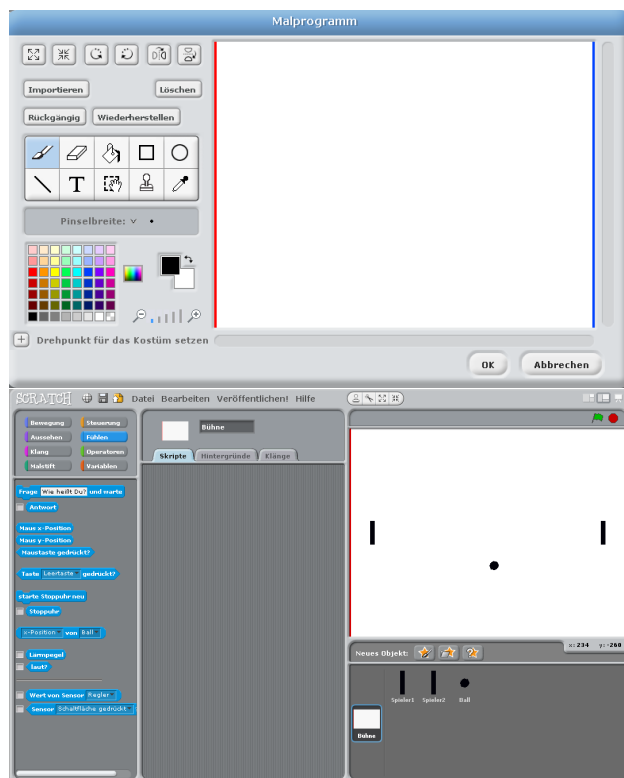 Malprogramm
Importieren
Löschen
Rückgängig
Wiederherstellen
T
Pinselbreite:
Drehpunkt für das Kostüm setzen
OK
Abbrechen
SCRATCH
Datei Bearbeiten Veröffentlichen! Hilfe
Bewegung
Steuerung
Aussehen
Fühlen
Klang
Operatoren
Malstift
Variablen
Bühne
Skripte
Hintergründe
Klänge
Frage Wie heißt Du? und warte
Antwort
Maus x-Position
Maus y-Position
Maustaste gedrückt?
Taste Leertaste gedrückt?
starte Stoppuhr neu
Stoppuhr
x-Position von Ball
Lärmpegel
laut?
Wert von Sensor Regler
Sensor Schaltfläche gedrückt
x: 234 y: -260
Neues Objekt:
Spieler1
Spieler2
Ball
Bühne